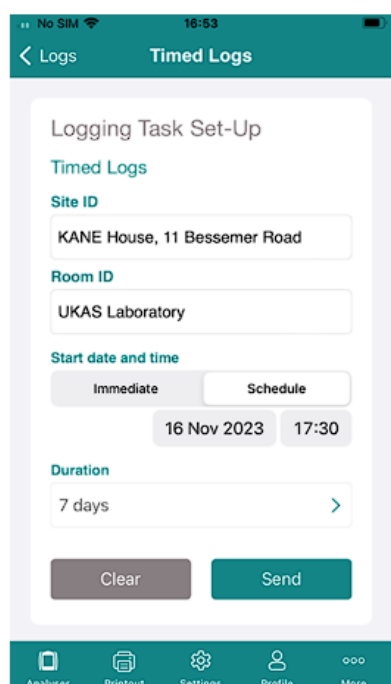 No SIM 16:53
Logs Timed Logs
Logging Task Set-Up
Timed Logs
Site ID
KANE House, 11 Bessemer Road
Room ID
UKAS Laboratory
Start date and time
Immediate Schedule
16 Nov 2023 17:30
Duration
7 days
Clear Send
Analyser Printout Settings Profile More